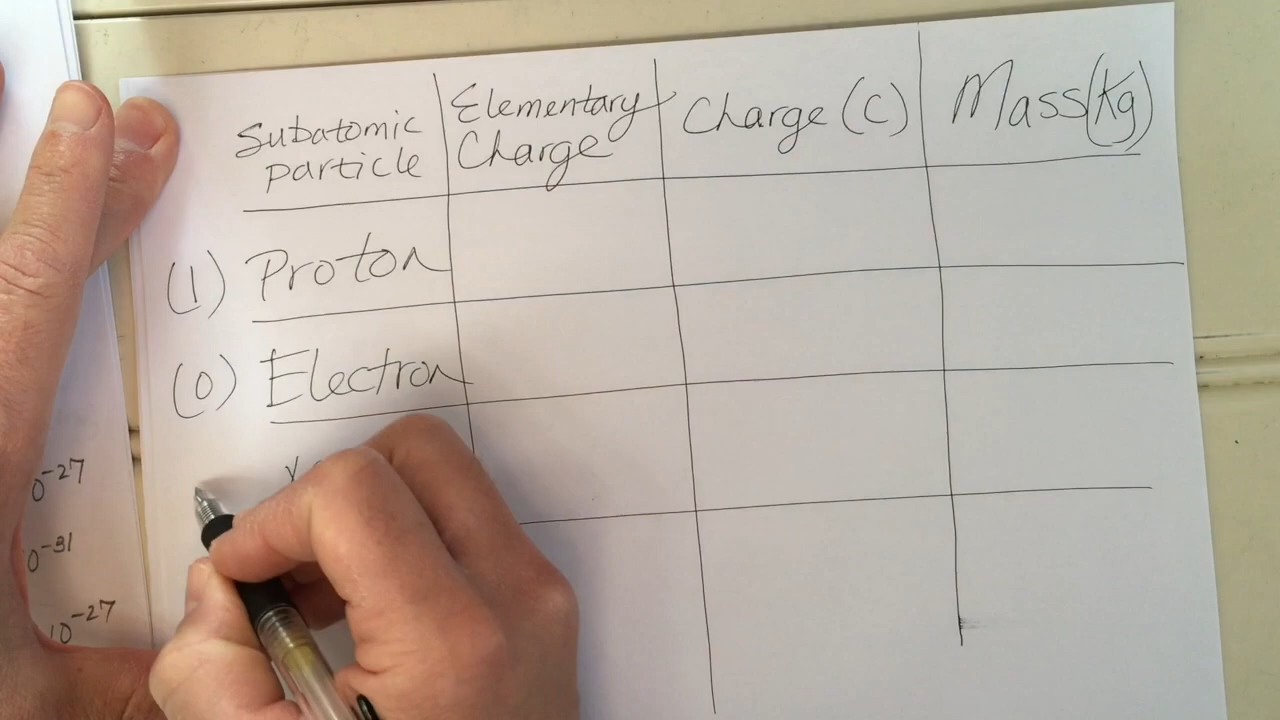 Subatomic particle
Elementary Charge
Charge (C)
Mass (Kg)
(1) Proton
(0) Electron
0⁻²⁷
0⁻³¹
10⁻²⁷